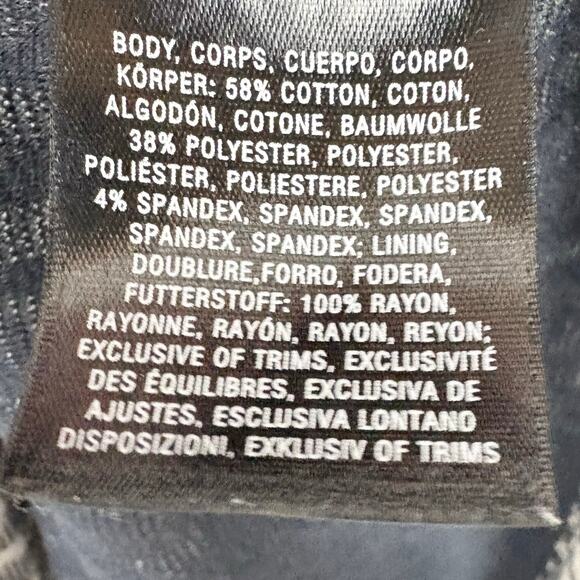 BODY, CORPS, CUERPO, CORPO,
KÖRPER: 58% COTTON, COTON,
ALGODÓN, COTONE, BAUMWOLLE
38% POLYESTER, POLYESTER,
POLIÉSTER, POLIESTERE, POLYESTER
4% SPANDEX, SPANDEX, SPANDEX,
SPANDEX, SPANDEX; LINING,
DOUBLURE,FORRO, FODERA,
FUTTERSTOFF: 100% RAYON,
RAYONNE, RAYÓN, RAYON, REYON;
EXCLUSIVE OF TRIMS, EXCLUSIVITÉ
DES ÉQUILIBRES, EXCLUSIVA DE
AJUSTES, ESCLUSIVA LONTANO
DISPOSIZIONI, EXKLUSIV OF TRIMS